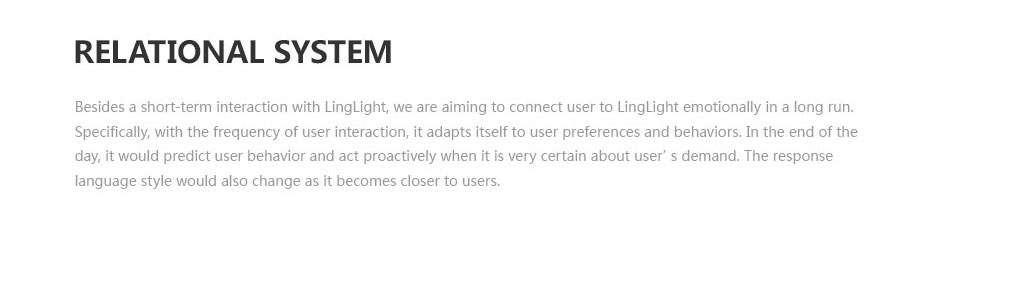 RELATIONAL SYSTEM
Besides a short-term interaction with LingLight, we are aiming to connect user to LingLight emotionally in a long run.
Specifically, with the frequency of user interaction, it adapts itself to user preferences and behaviors. In the end of the
day, it would predict user behavior and act proactively when it is very certain about user’ s demand. The response
language style would also change as it becomes closer to users.